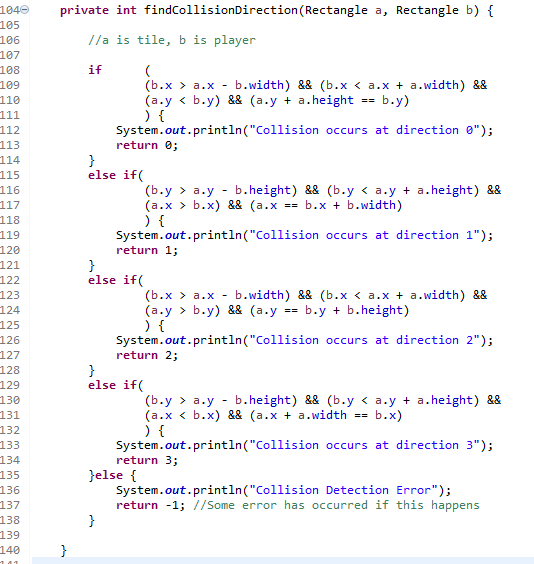 104 private int findCollisionDirection(Rectangle a, Rectangle b) {
105
106 //a is tile, b is player
107
108 if (
109 (b.x > a.x - b.width) && (b.x < a.x + a.width) &&
110 (a.y < b.y) && (a.y + a.height == b.y)
111 ) {
112 System.out.println("Collision occurs at direction 0");
113 return 0;
114 }
115 else if(
116 (b.y > a.y - b.height) && (b.y < a.y + a.height) &&
117 (a.x > b.x) && (a.x == b.x + b.width)
118 ) {
119 System.out.println("Collision occurs at direction 1");
120 return 1;
121 }
122 else if(
123 (b.x > a.x - b.width) && (b.x < a.x + a.width) &&
124 (a.y > b.y) && (a.y == b.y + b.height)
125 ) {
126 System.out.println("Collision occurs at direction 2");
127 return 2;
128 }
129 else if(
130 (b.y > a.y - b.height) && (b.y < a.y + a.height) &&
131 (a.x < b.x) && (a.x + a.width == b.x)
132 ) {
133 System.out.println("Collision occurs at direction 3");
134 return 3;
135 }else {
136 System.out.println("Collision Detection Error");
137 return -1; //Some error has occurred if this happens
138 }
139
140 }